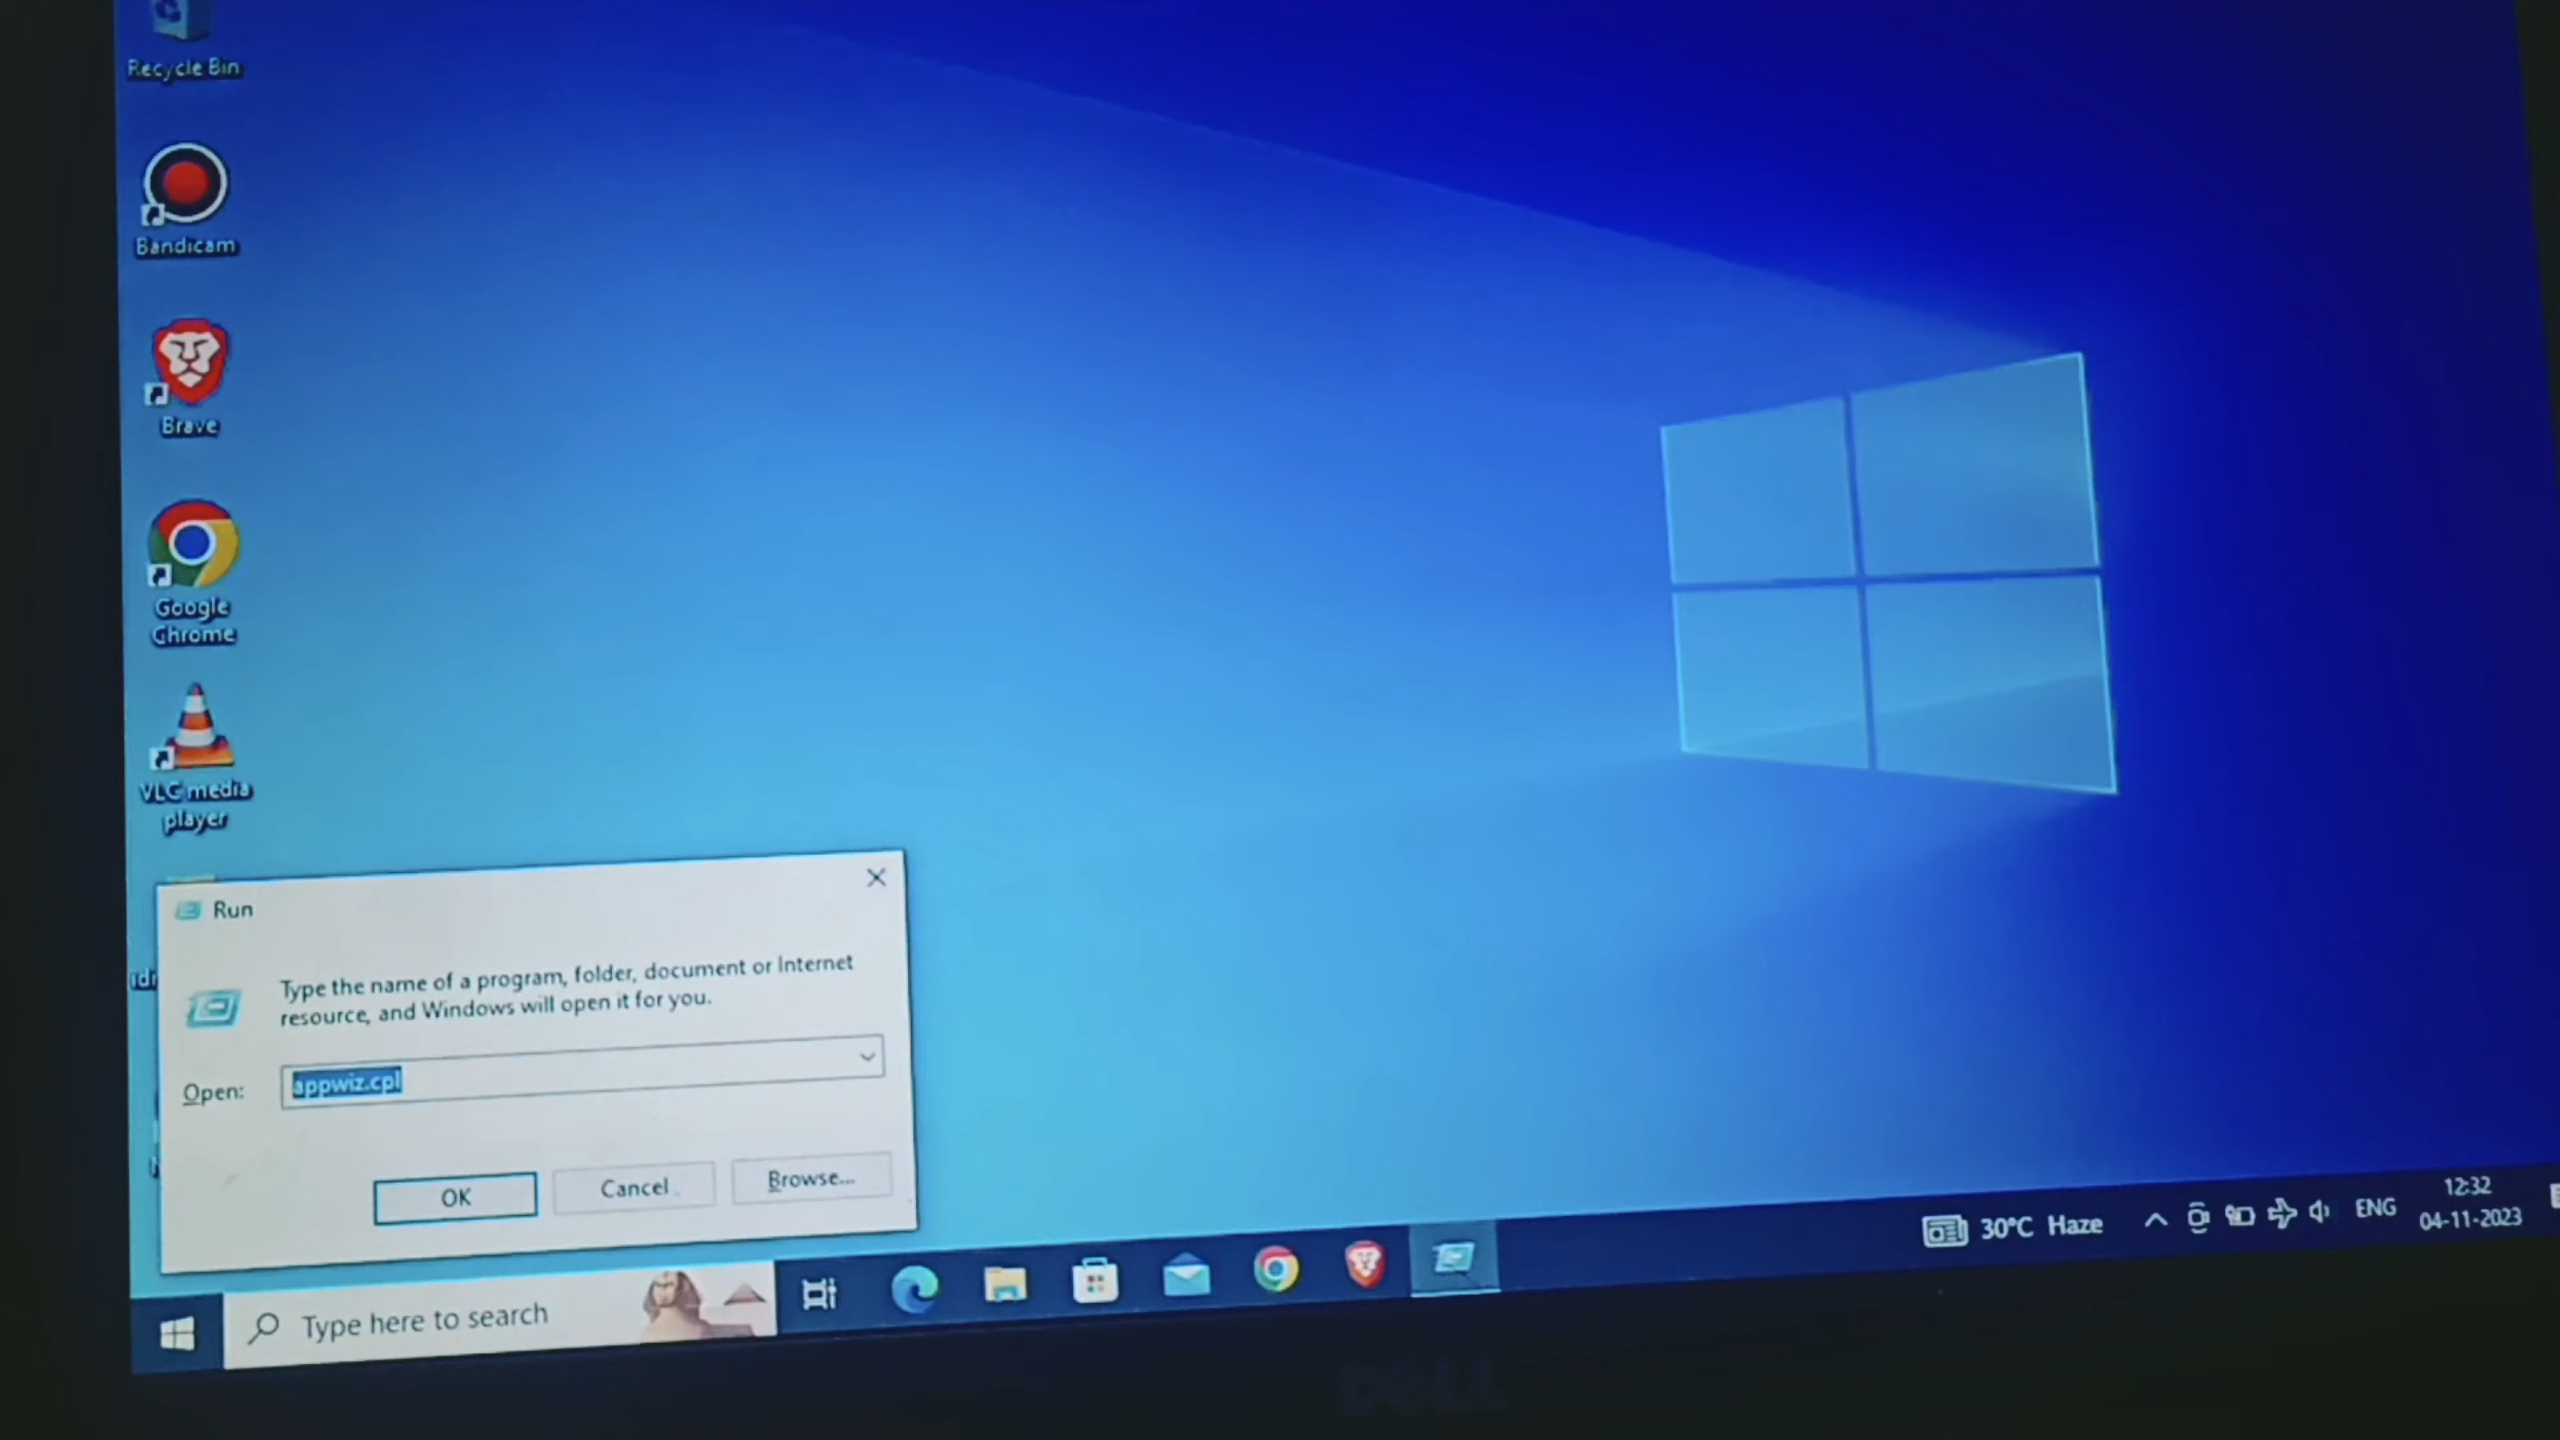 Recycle Bin
Bandicam
Brave
Google
Chrome
VLC media
player
Run
Type the name of a program, folder, document or Internet
resource, and Windows will open it for you.
Open:
appwiz.cpl
OK
Cancel
Browse...
Type here to search
30°C Haze
ENG
12:32
04-11-2023
DELL